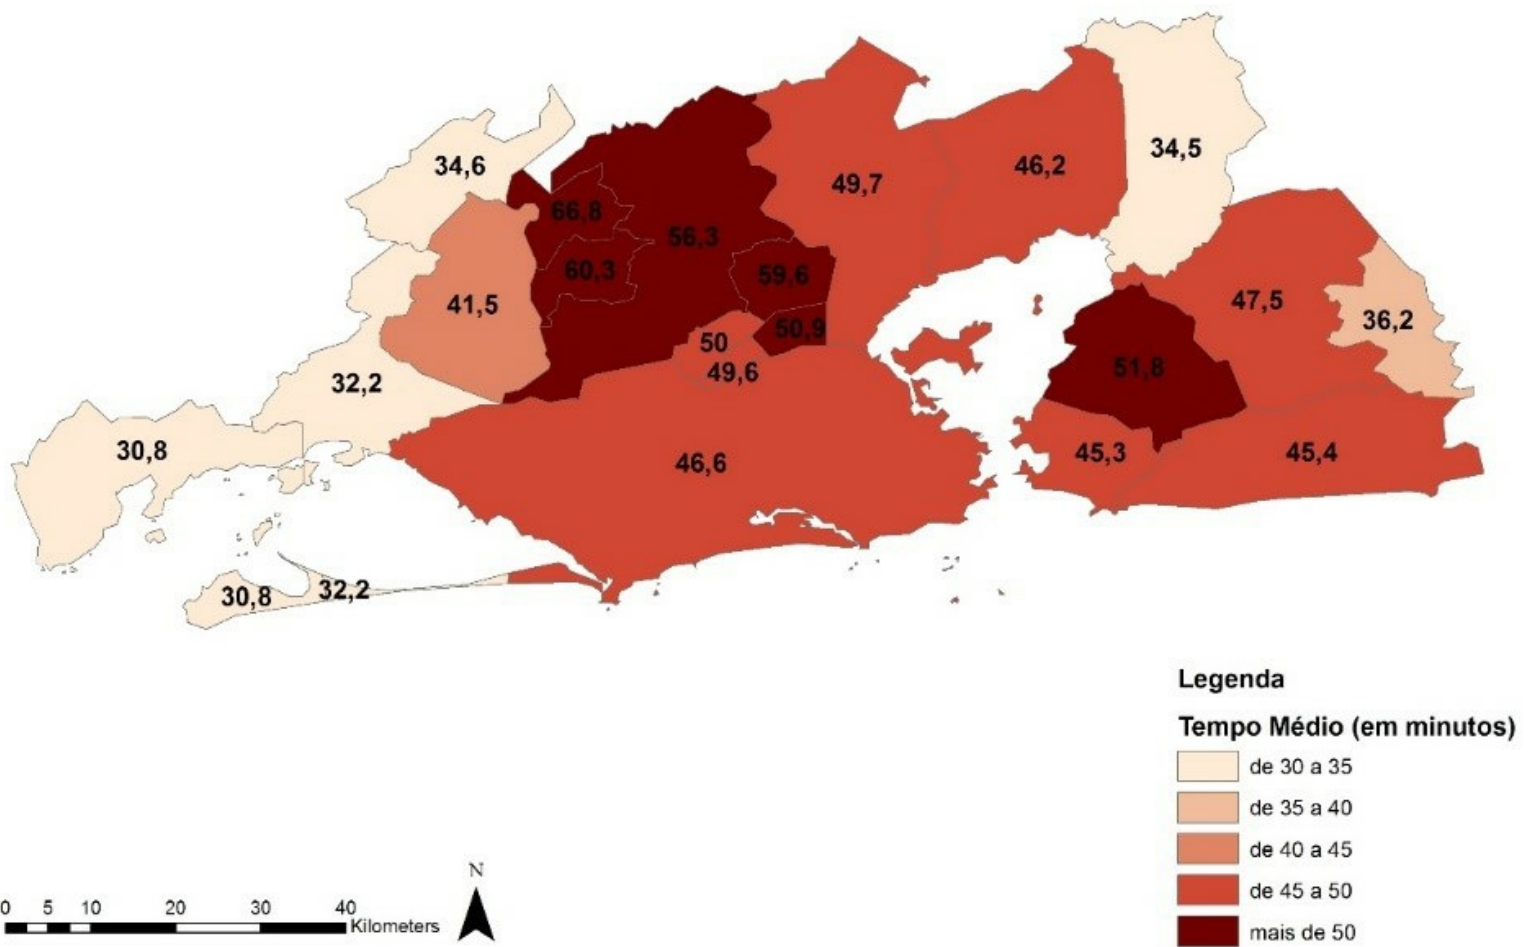 34,6
49,7
46,2
34,5
66,8
56,3
60,3
59,6
41,5
47,5
36,2
50
50,9
49,6
51,8
32,2
30,8
46,6
45,3
45,4
30,8
32,2
Legenda
Tempo Médio (em minutos)
de 30 a 35
de 35 a 40
de 40 a 45
de 45 a 50
mais de 50
N
0 5 10 20 30 40
Kilometers